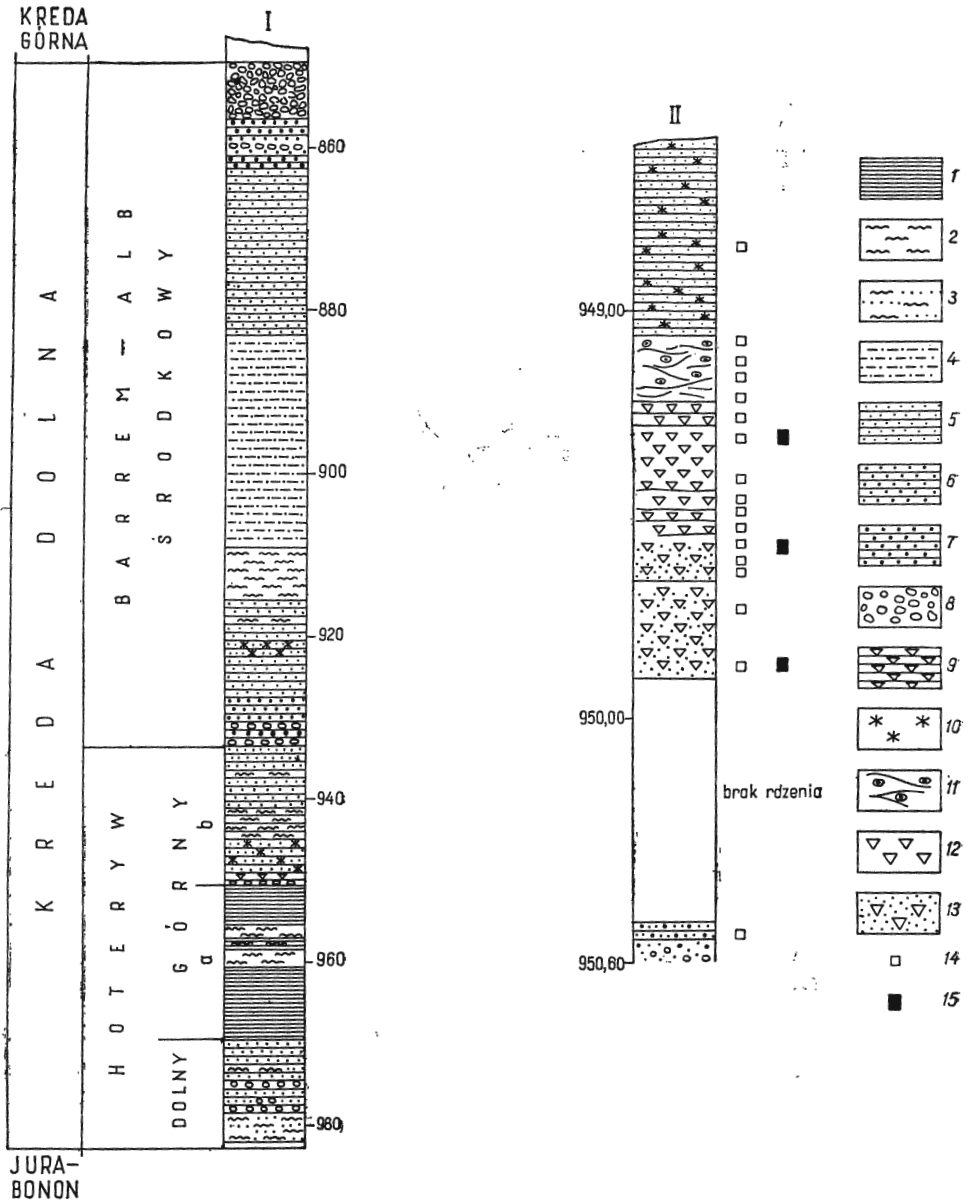 KREDA
GÓRNA
I
II
KREDA DOLNA
BARREM — ALB
ŚRODKOWY
HOTERYW
GÓRNY
a
b
DOLNY
860
880
900
920
940
960
980
JURA-
BONON
949,00
950,00
brak rdzenia
950,60
1
2
3
4
5
6
7
8
9
10
11
12
13
14
15